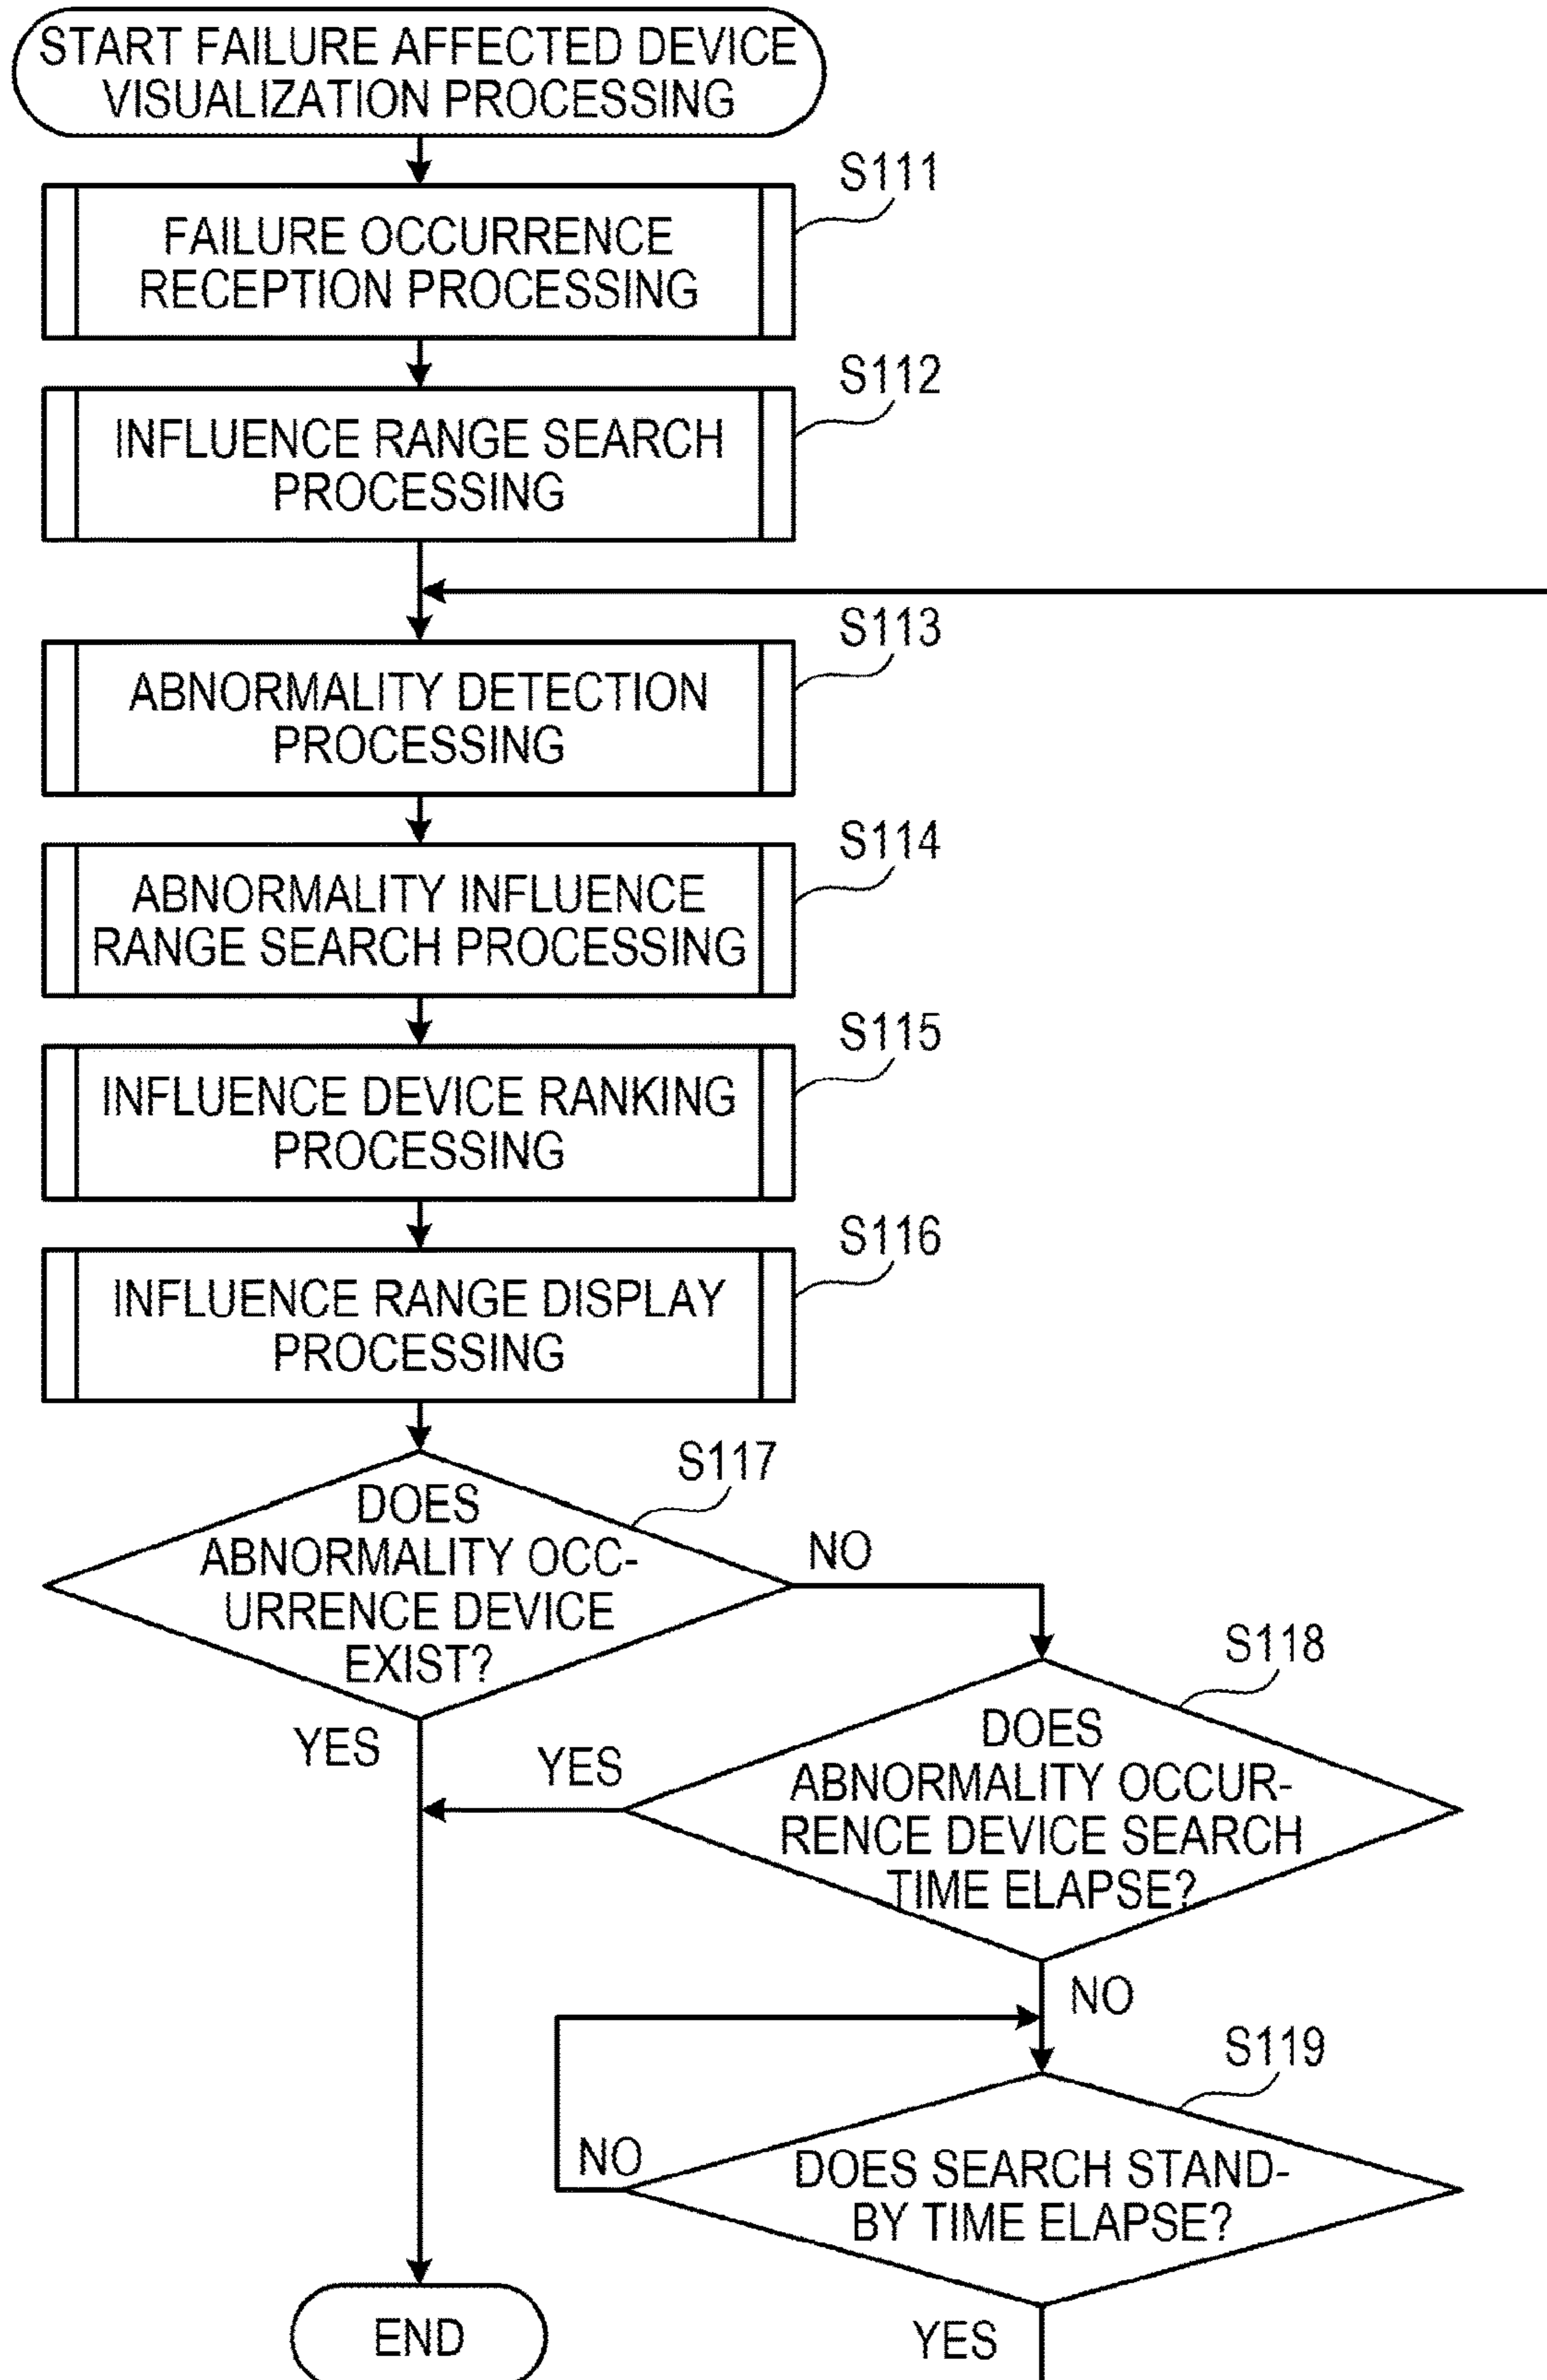 START FAILURE AFFECTED DEVICE
VISUALIZATION PROCESSING
S111
FAILURE OCCURRENCE
RECEPTION PROCESSING
S112
INFLUENCE RANGE SEARCH
PROCESSING
S113
ABNORMALITY DETECTION
PROCESSING
S114
ABNORMALITY INFLUENCE
RANGE SEARCH PROCESSING
S115
INFLUENCE DEVICE RANKING
PROCESSING
S116
INFLUENCE RANGE DISPLAY
PROCESSING
S117
DOES
ABNORMALITY OCC-
URRENCE DEVICE
EXIST?
NO
YES
S118
DOES
ABNORMALITY OCCUR-
RENCE DEVICE SEARCH
TIME ELAPSE?
YES
NO
S119
DOES SEARCH STAND-
BY TIME ELAPSE?
NO
YES
END